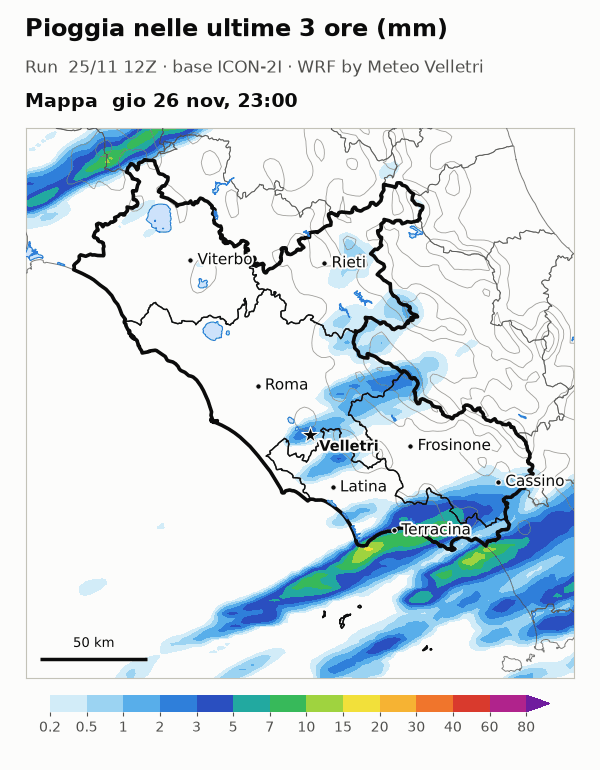 Pioggia nelle ultime 3 ore (mm)
Run  25/11 12Z · base ICON-2I · WRF by Meteo Velletri
Mappa  gio 26 nov, 23:00
Viterbo
Rieti
Roma
Velletri
Frosinone
Cassino
Latina
Terracina
50 km
0.2 0.5 1 2 3 5 7 10 15 20 30 40 60 80